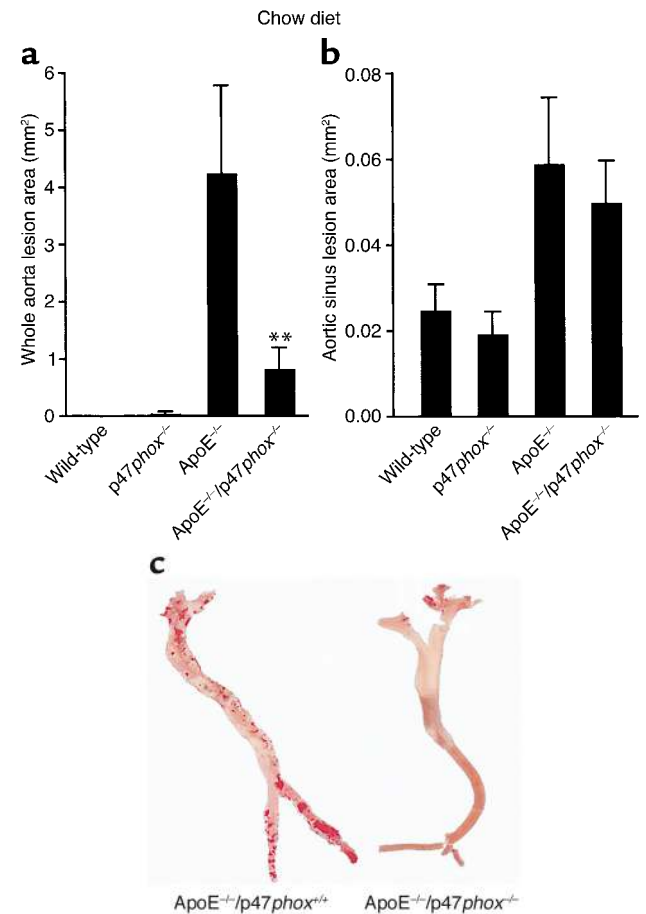 Chow diet
a
Whole aorta lesion area (mm²)
6
5
4
3
2
1
0
**
Wild-type
p47phox⁻/⁻
ApoE⁻/⁻
ApoE⁻/⁻/p47phox⁻/⁻
b
Aortic sinus lesion area (mm²)
0.08
0.06
0.04
0.02
0.00
Wild-type
p47phox⁻/⁻
ApoE⁻/⁻
ApoE⁻/⁻/p47phox⁻/⁻
c
ApoE⁻/⁻/p47phox⁺/⁺
ApoE⁻/⁻/p47phox⁻/⁻